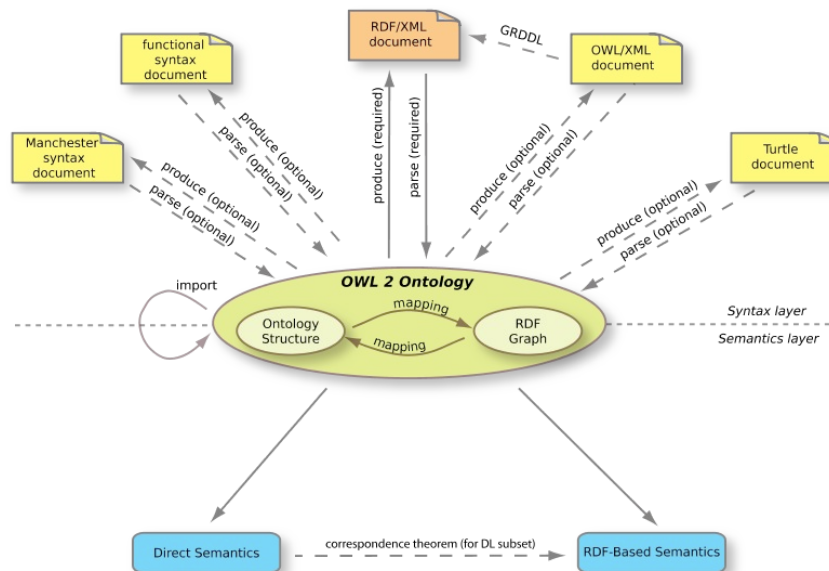 RDF/XML
document
functional
syntax
document
GRDDL
OWL/XML
document
Manchester
syntax
document
Turtle
document
produce (optional)
parse (optional)
produce (optional)
parse (optional)
produce (required)
parse (required)
produce (optional)
parse (optional)
produce (optional)
parse (optional)
import
OWL 2 Ontology
mapping
Ontology
Structure
RDF
Graph
mapping
Syntax layer
Semantics layer
Direct Semantics
correspondence theorem (for DL subset)
RDF-Based Semantics